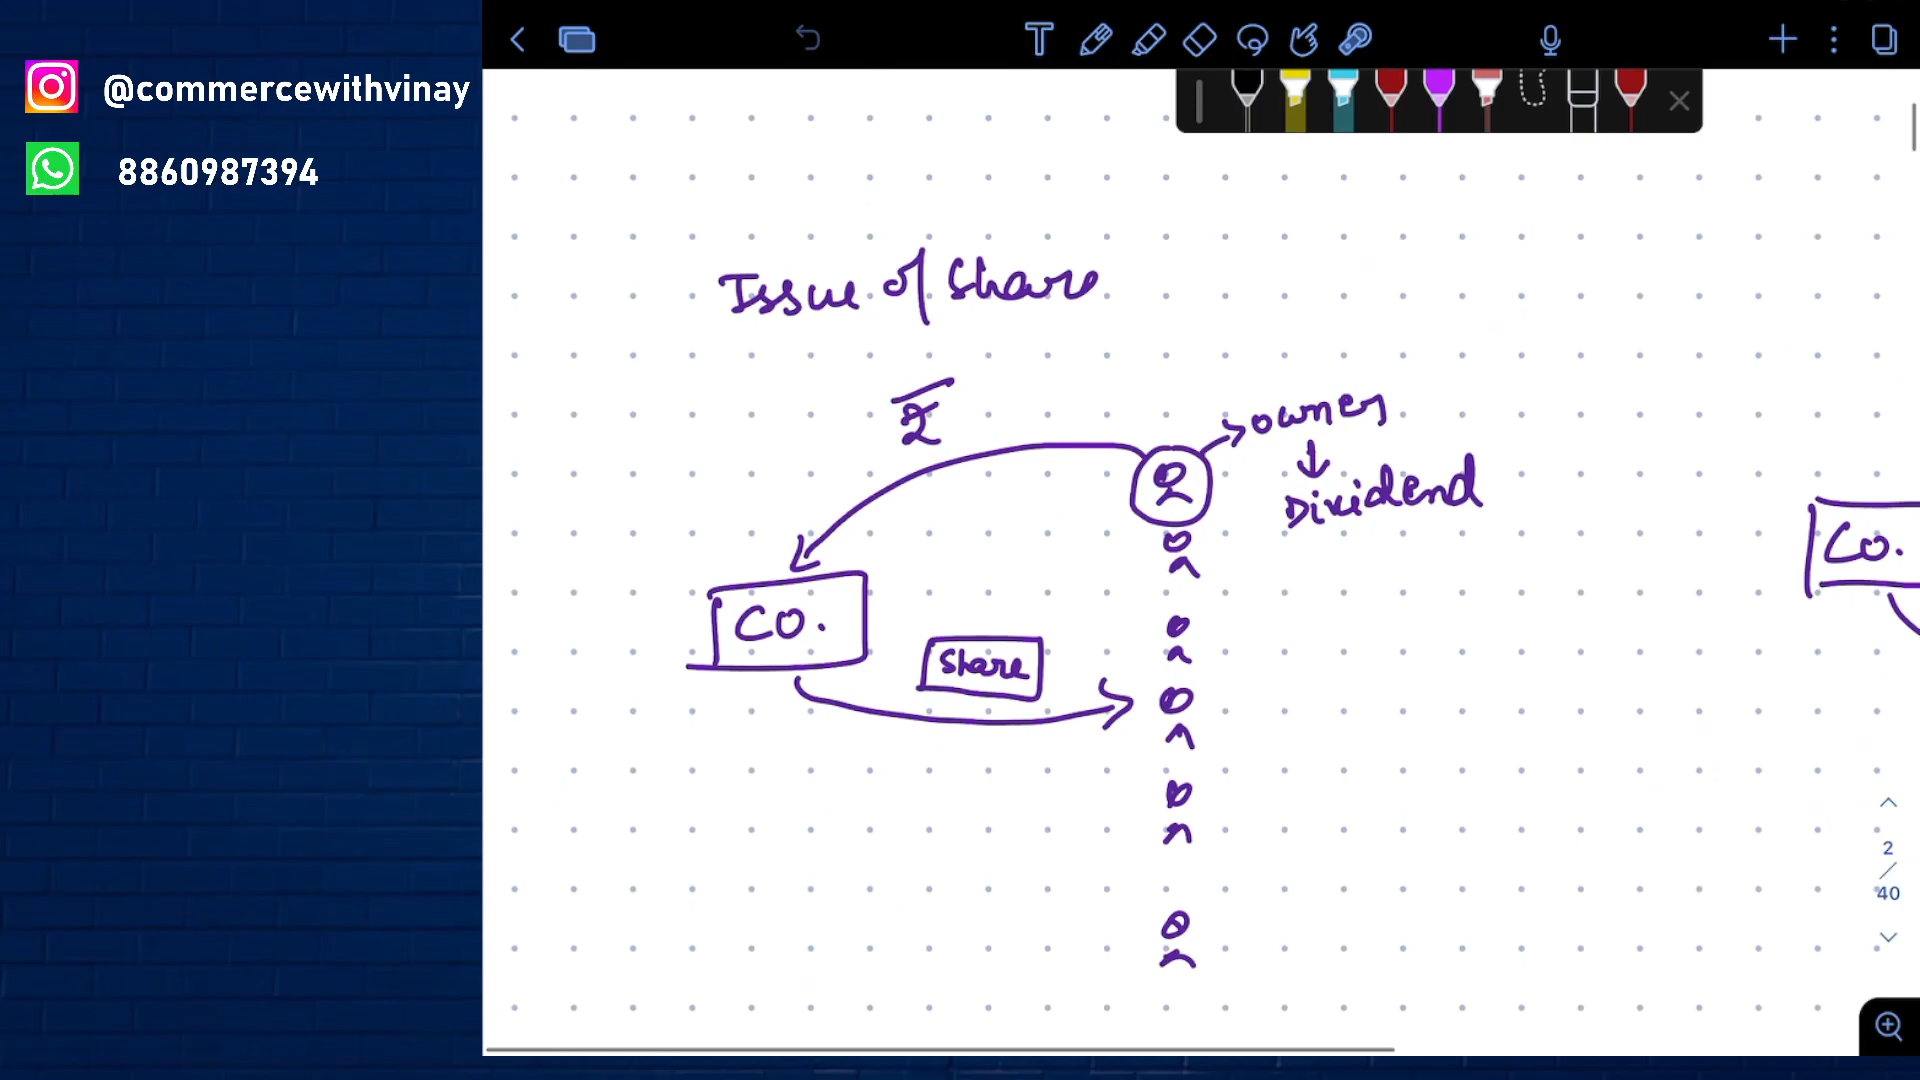 @commercewithvinay
8860987394
Issue of Share
owner
Dividend
Co.
Co.
Share
2
/
40